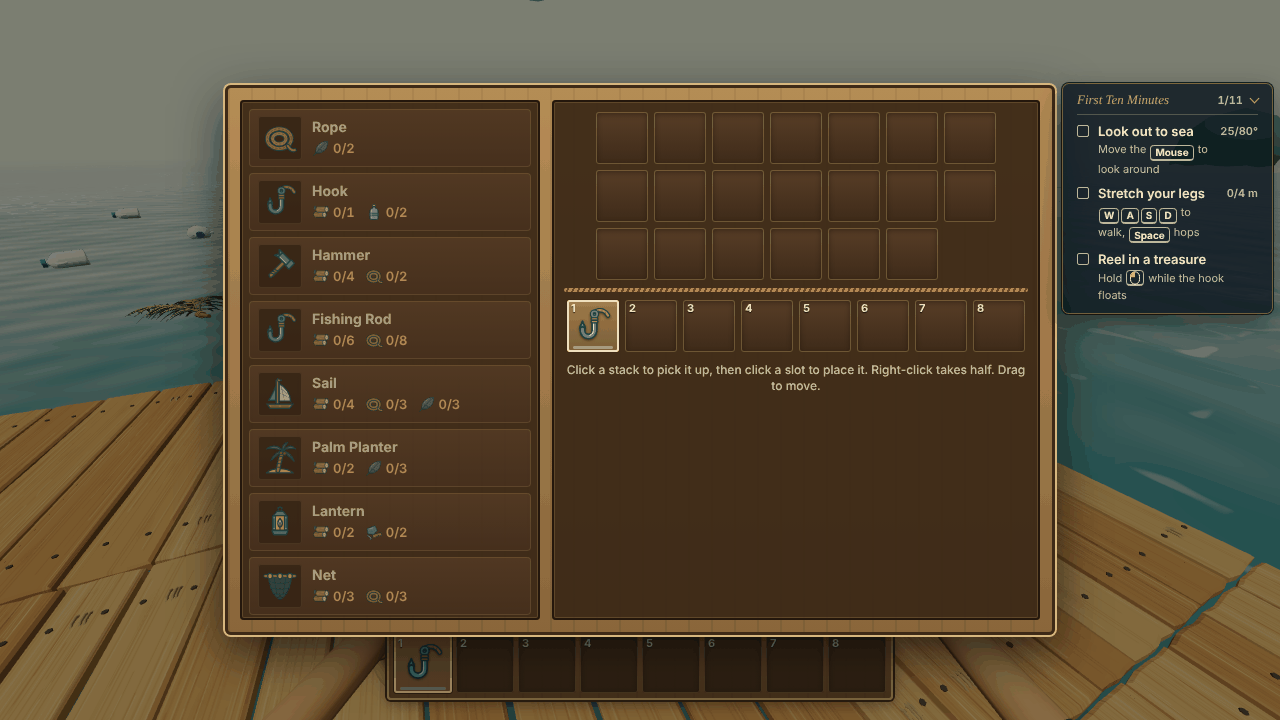 Rope
0/2
Hook
0/1 0/2
Hammer
0/4 0/2
Fishing Rod
0/6 0/8
Sail
0/4 0/3 0/3
Palm Planter
0/2 0/3
Lantern
0/2 0/2
Net
0/3 0/3
1 2 3 4 5 6 7 8
Click a stack to pick it up, then click a slot to place it. Right-click takes half. Drag
to move.
First Ten Minutes 1/11
Look out to sea 25/80°
Move the Mouse to
look around
Stretch your legs 0/4 m
W A S D to
walk, Space hops
Reel in a treasure
Hold while the hook
floats
1 2 3 4 5 6 7 8